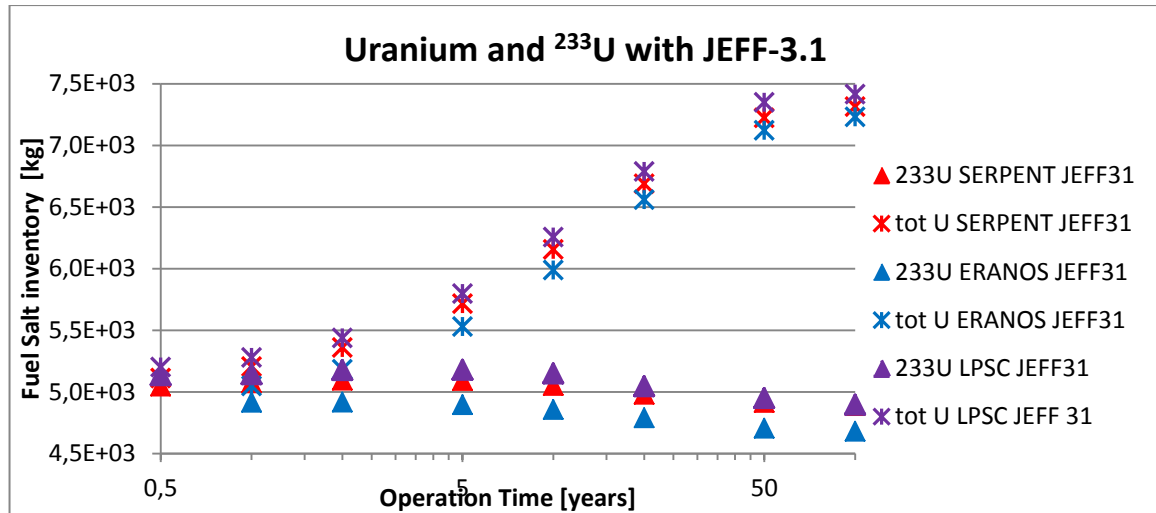 Uranium and ²³³U with JEFF-3.1
Fuel Salt inventory [kg]
7,5E+03
7,0E+03
6,5E+03
6,0E+03
5,5E+03
5,0E+03
4,5E+03
0,5
5
50
Operation Time [years]
233U SERPENT JEFF31
tot U SERPENT JEFF31
233U ERANOS JEFF31
tot U ERANOS JEFF31
233U LPSC JEFF31
tot U LPSC JEFF 31